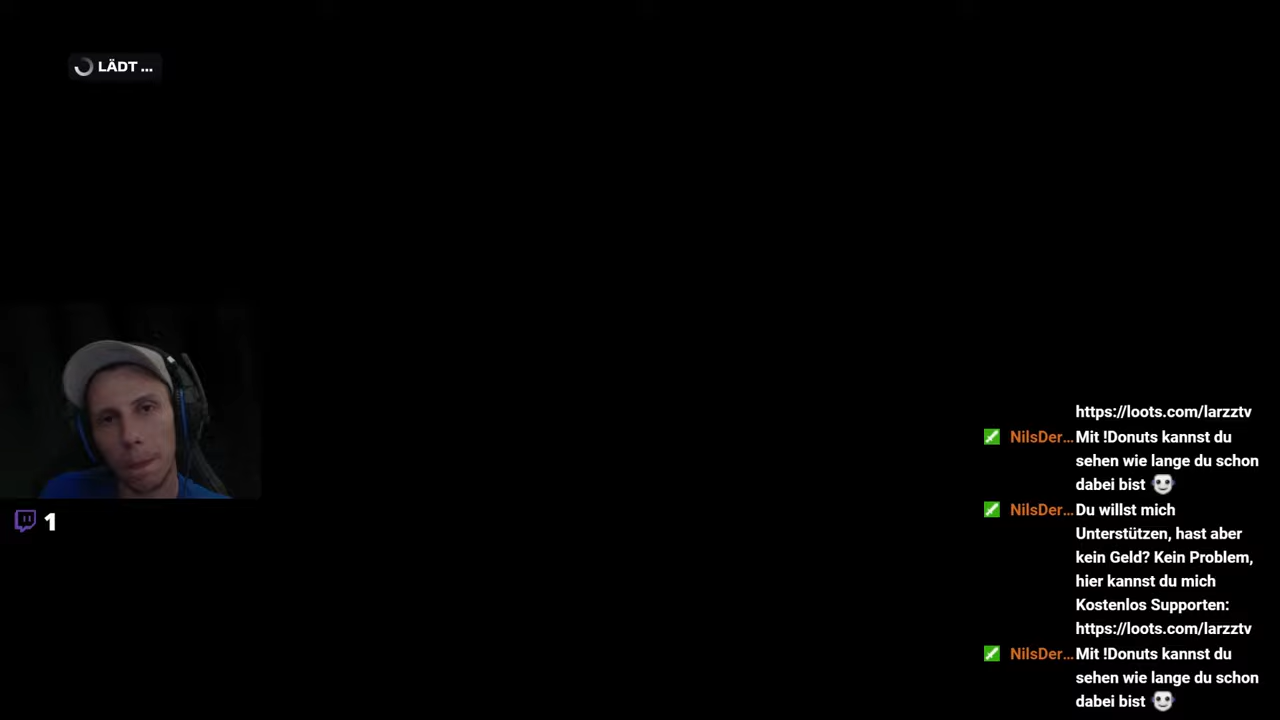 LÄDT ...
https://loots.com/larzztv
NilsDer... Mit !Donuts kannst du
sehen wie lange du schon
dabei bist
NilsDer... Du willst mich
Unterstützen, hast aber
kein Geld? Kein Problem,
hier kannst du mich
Kostenlos Supporten:
https://loots.com/larzztv
NilsDer... Mit !Donuts kannst du
sehen wie lange du schon
dabei bist
1